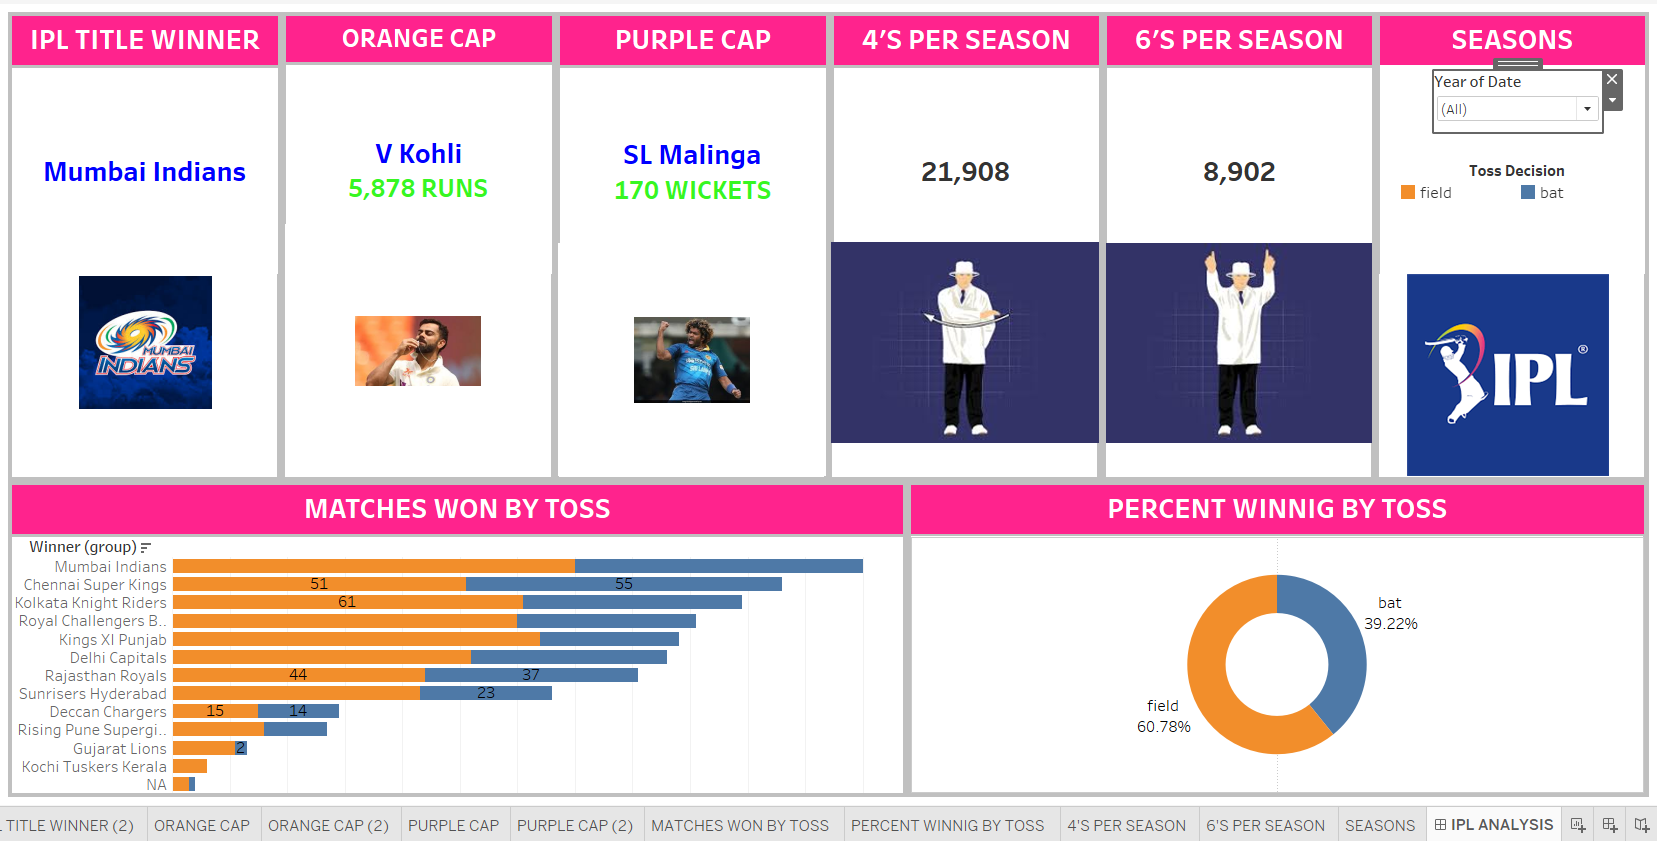 IPL TITLE WINNER
ORANGE CAP
PURPLE CAP
4'S PER SEASON
6'S PER SEASON
SEASONS
Year of Date
(All)
Mumbai Indians
V Kohli
5,878 RUNS
SL Malinga
170 WICKETS
21,908
8,902
Toss Decision
field
bat
MUMBAI
INDIANS
IPL
®
MATCHES WON BY TOSS
PERCENT WINNIG BY TOSS
Winner (group)
Mumbai Indians
Chennai Super Kings 51 55
Kolkata Knight Riders 61
Royal Challengers B..
Kings XI Punjab
Delhi Capitals
Rajasthan Royals 44 37
Sunrisers Hyderabad 23
Deccan Chargers 15 14
Rising Pune Supergi..
Gujarat Lions 2
Kochi Tuskers Kerala
NA
bat
39.22%
field
60.78%
TITLE WINNER (2)
ORANGE CAP
ORANGE CAP (2)
PURPLE CAP
PURPLE CAP (2)
MATCHES WON BY TOSS
PERCENT WINNIG BY TOSS
4'S PER SEASON
6'S PER SEASON
SEASONS
IPL ANALYSIS